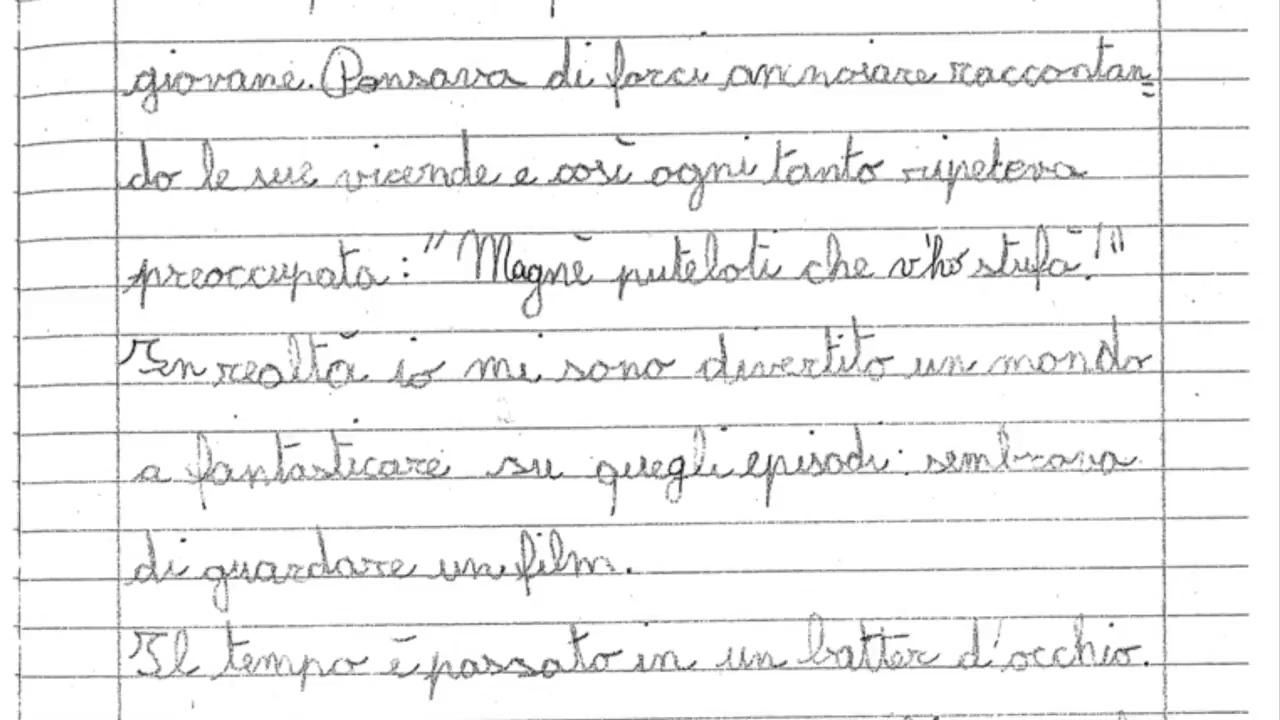 giovane. Pensava di farci annoiare raccontan=
do le sue vicende e così ogni tanto ripeteva
preoccupata: "Magnè puteloti che v'ho stufà!"
In realtà io mi sono divertito un mondo
a fantasticare su quegli episodi: sembrava
di guardare un film.
Il tempo è passato in un batter d'occhio.